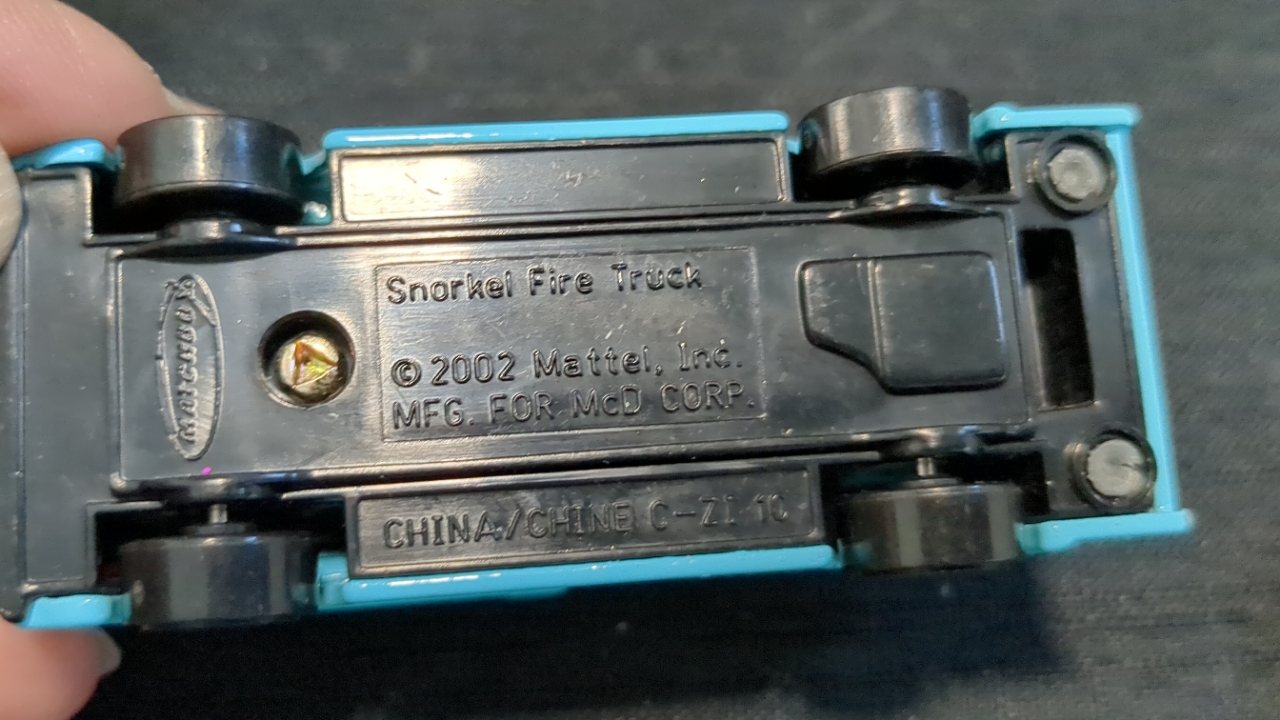 MATCHBOX
Snorkel Fire Truck
© 2002 Mattel, Inc.
MFG. FOR McD CORP.
CHINA/CHINE C-ZI 10